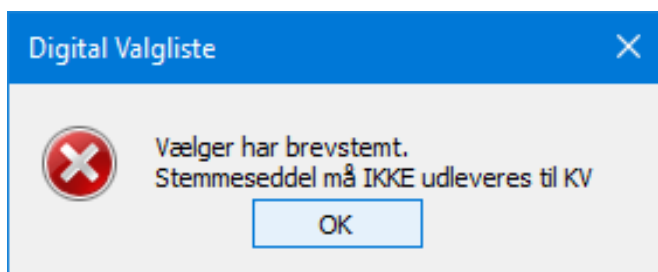 Digital Valgliste
Vælger har brevstemt.
Stemmeseddel må IKKE udleveres til KV
OK